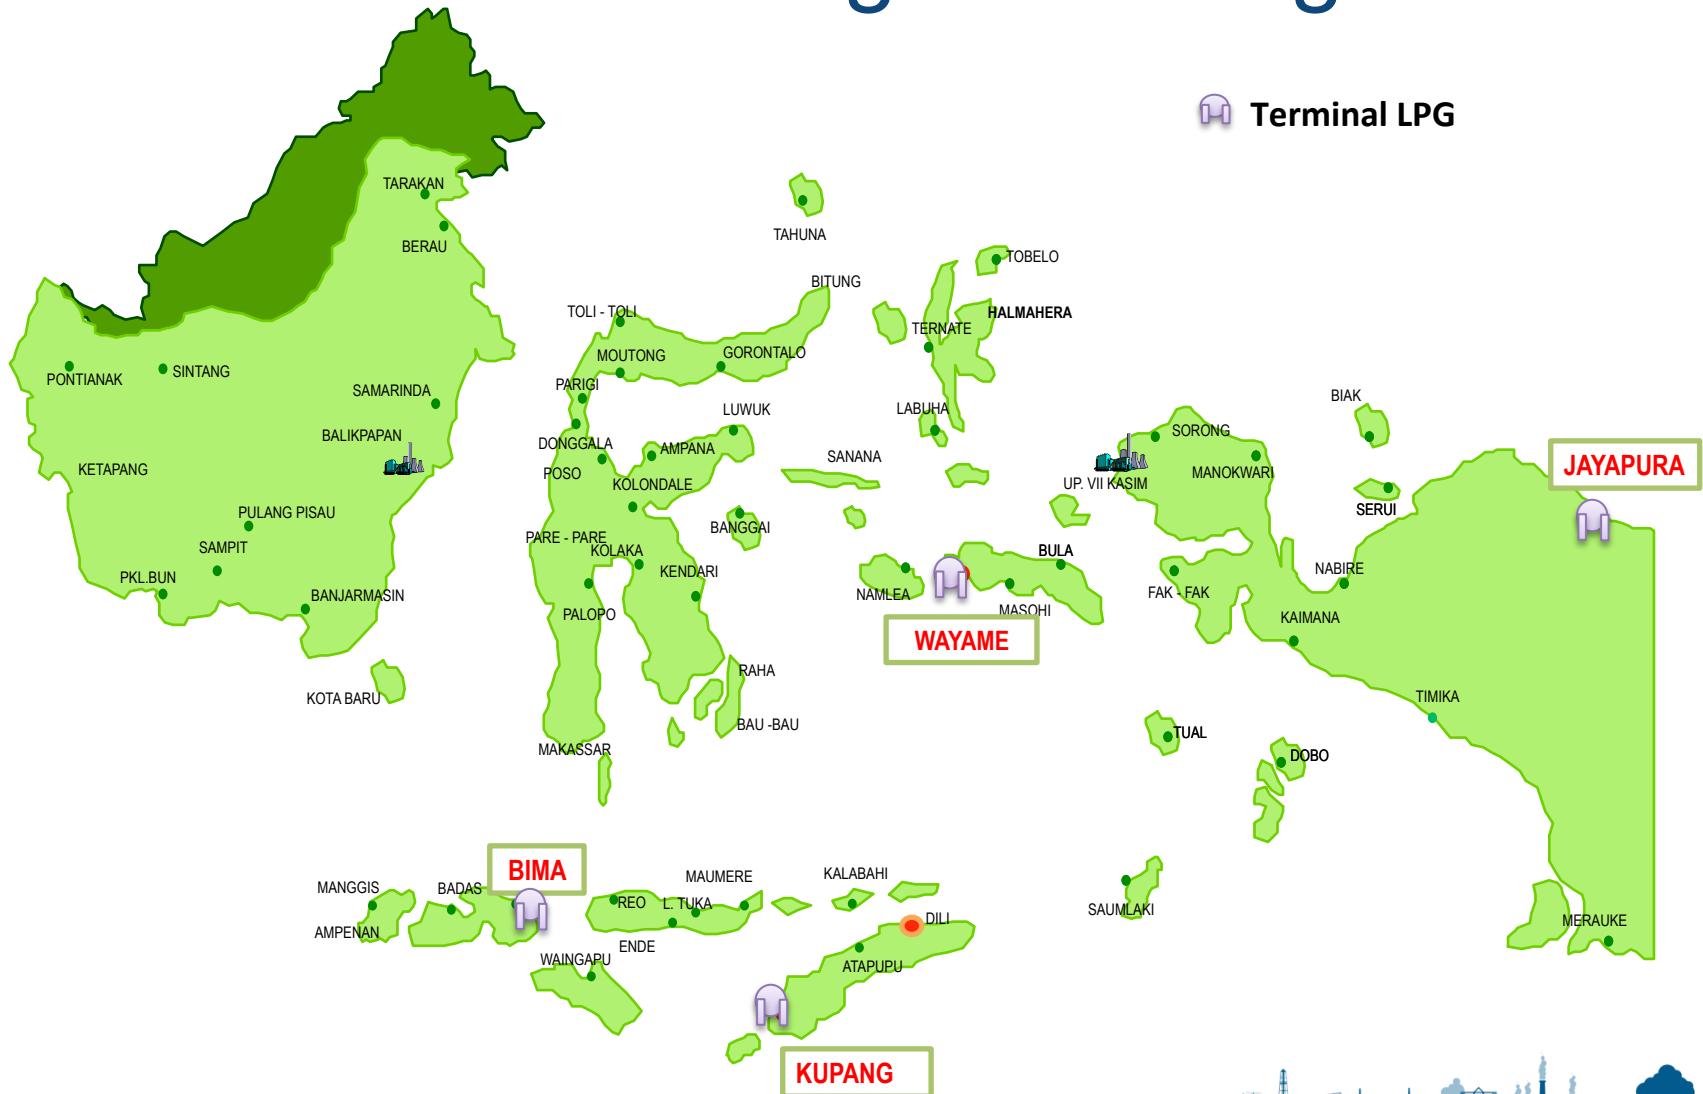 Terminal LPG
TARAKAN
BERAU
TAHUNA
TOBELO
BITUNG
TOLI - TOLI
HALMAHERA
TERNATE
MOUTONG
GORONTALO
PONTIANAK
SINTANG
PARIGI
SAMARINDA
BIAK
LUWUK
LABUHA
SORONG
BALIKPAPAN
DONGGALA
AMPANA
SANANA
JAYAPURA
KETAPANG
POSO
KOLONDALE
MANOKWARI
UP. VII KASIM
SERUI
PULANG PISAU
BANGGAI
PARE - PARE
SAMPIT
KOLAKA
BULA
PKL.BUN
KENDARI
NABIRE
BANJARMASIN
NAMLEA
FAK - FAK
MASOHI
PALOPO
KAIMANA
WAYAME
RAHA
KOTA BARU
TIMIKA
BAU -BAU
TUAL
MAKASSAR
DOBO
BIMA
MAUMERE
KALABAHI
MANGGIS
BADAS
REO
L. TUKA
SAUMLAKI
DILI
MERAUKE
AMPENAN
ENDE
WAINGAPU
ATAPUPU
KUPANG